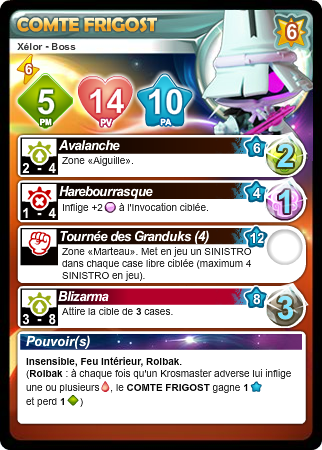 COMTE FRIGOST
6
Xélor - Boss
6
5
PM
14
PV
10
PA
Avalanche
6
2
Zone «Aiguille».
2 - 4
Harebourrasque
4
1
Inflige +2 à l'Invocation ciblée.
1 - 4
Tournée des Granduks (4)
12
Zone «Marteau». Met en jeu un SINISTRO
dans chaque case libre ciblée (maximum 4
SINISTRO en jeu).
Blizarma
8
3
Attire la cible de 3 cases.
3 - 8
Pouvoir(s)
Insensible, Feu Intérieur, Rolbak.
(Rolbak : à chaque fois qu'un Krosmaster adverse lui inflige
une ou plusieurs , le COMTE FRIGOST gagne 1
et perd 1 )